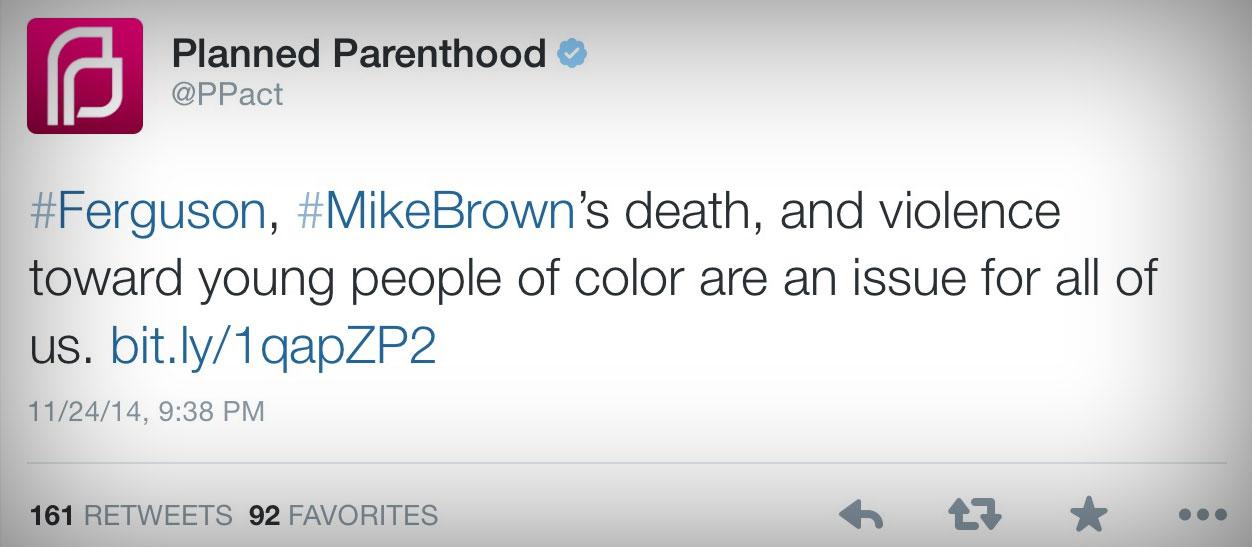 Planned Parenthood
@PPact
#Ferguson, #MikeBrown’s death, and violence
toward young people of color are an issue for all of
us. bit.ly/1qapZP2
11/24/14, 9:38 PM
161 RETWEETS 92 FAVORITES